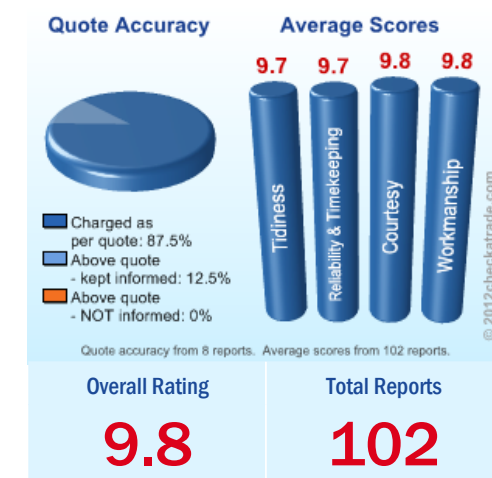 Quote Accuracy
Charged as
per quote: 87.5%
Above quote
- kept informed: 12.5%
Above quote
- NOT informed: 0%
Average Scores
9.7 9.7 9.8 9.8
Tidiness
Reliability & Timekeeping
Courtesy
Workmanship
© 2012checkatrade.com
Quote accuracy from 8 reports. Average scores from 102 reports.
Overall Rating
9.8
Total Reports
102